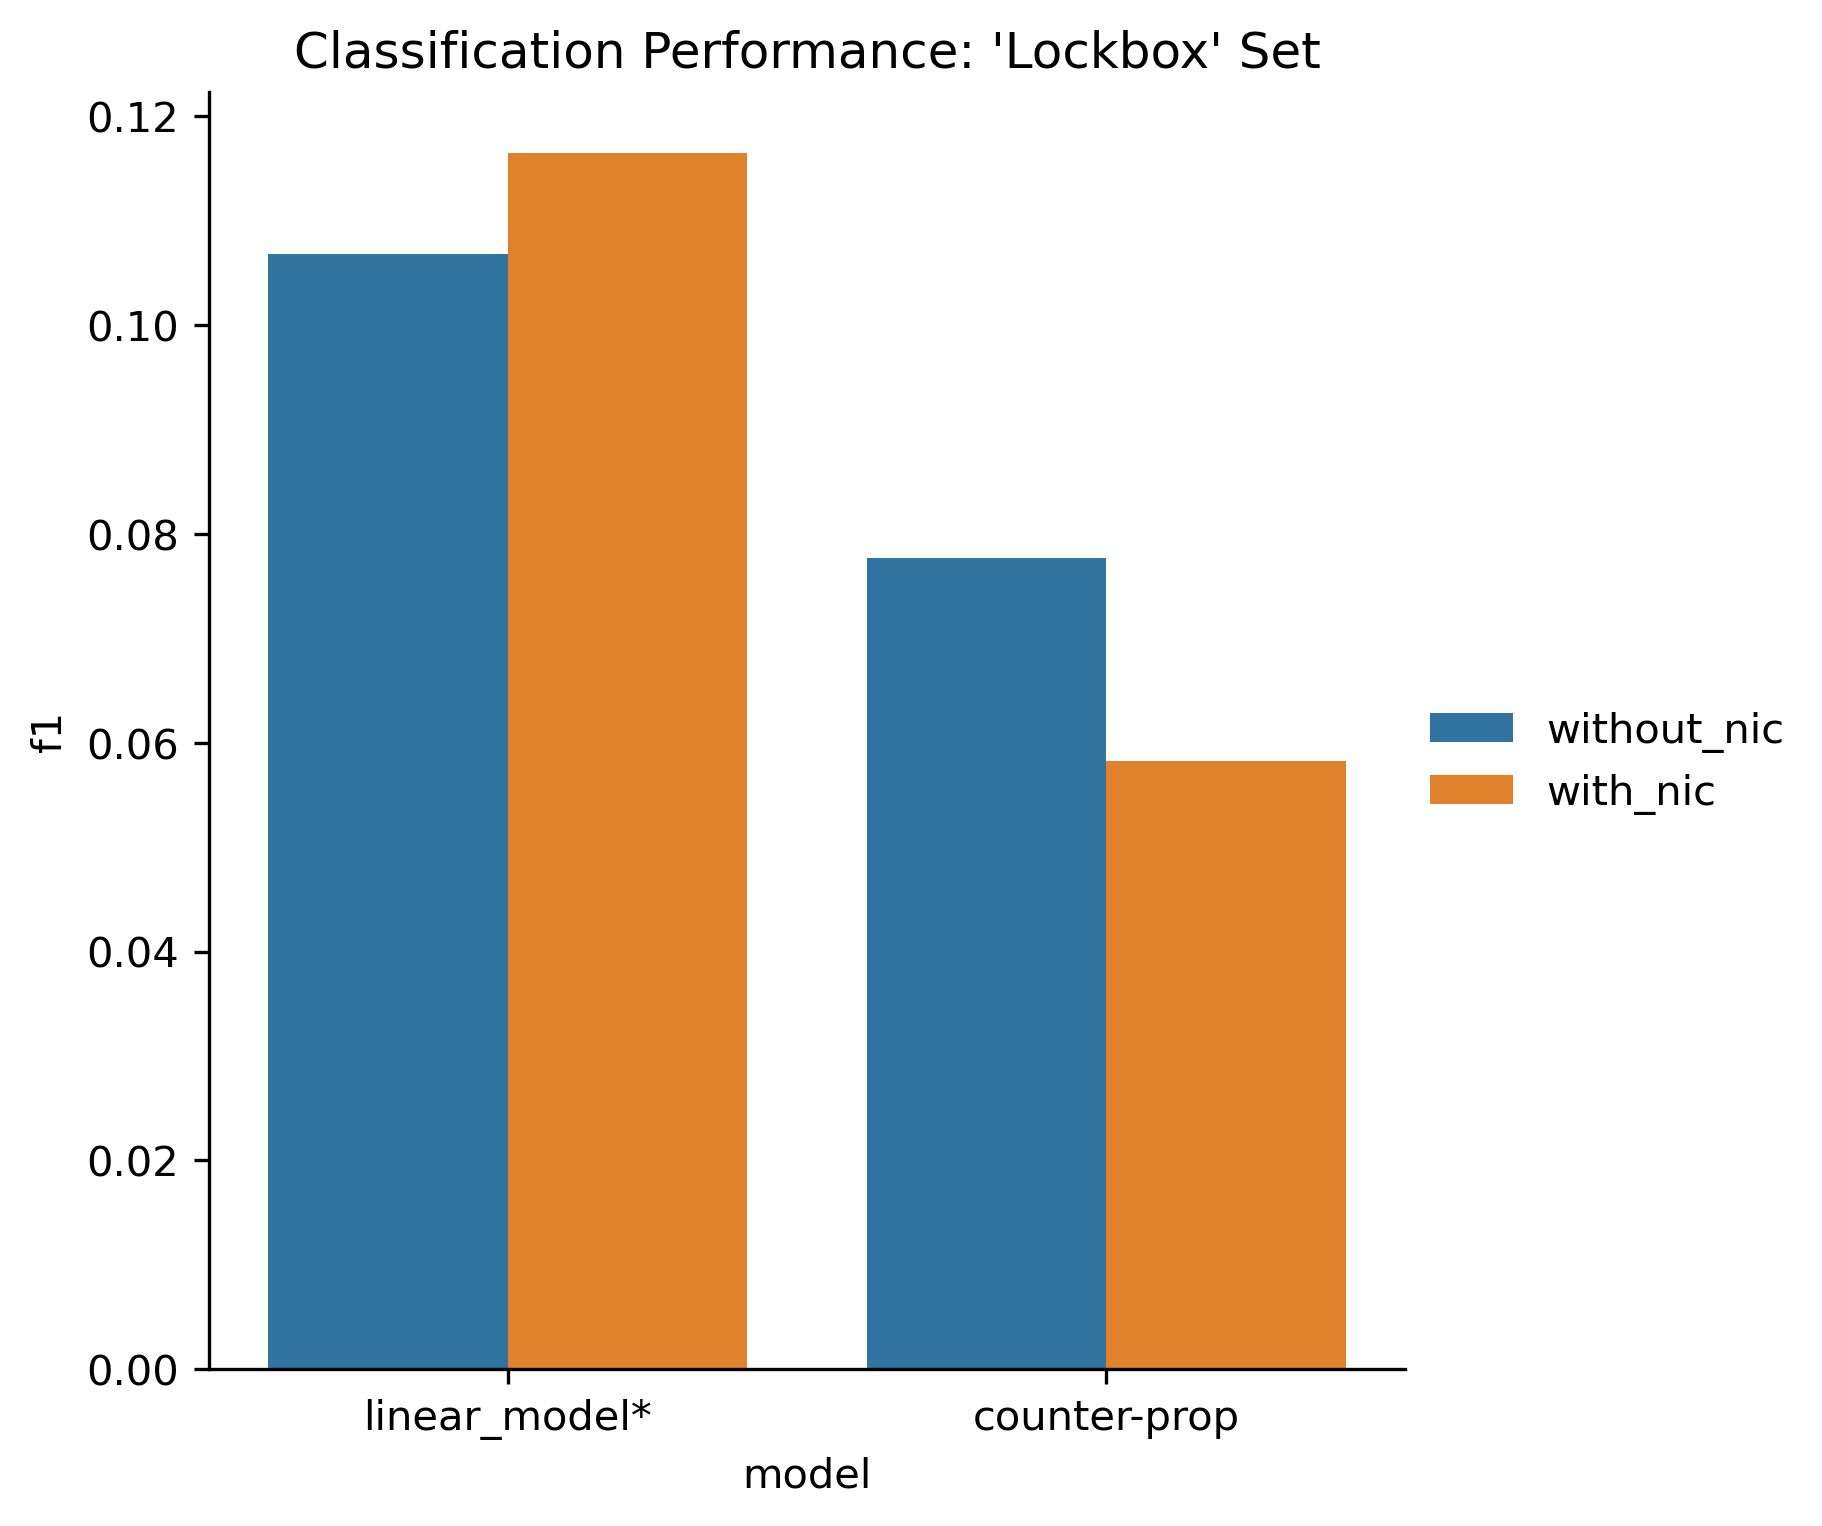 Classification Performance: 'Lockbox' Set
0.12
0.10
0.08
0.06
0.04
0.02
0.00
f1
linear_model*
counter-prop
model
without_nic
with_nic